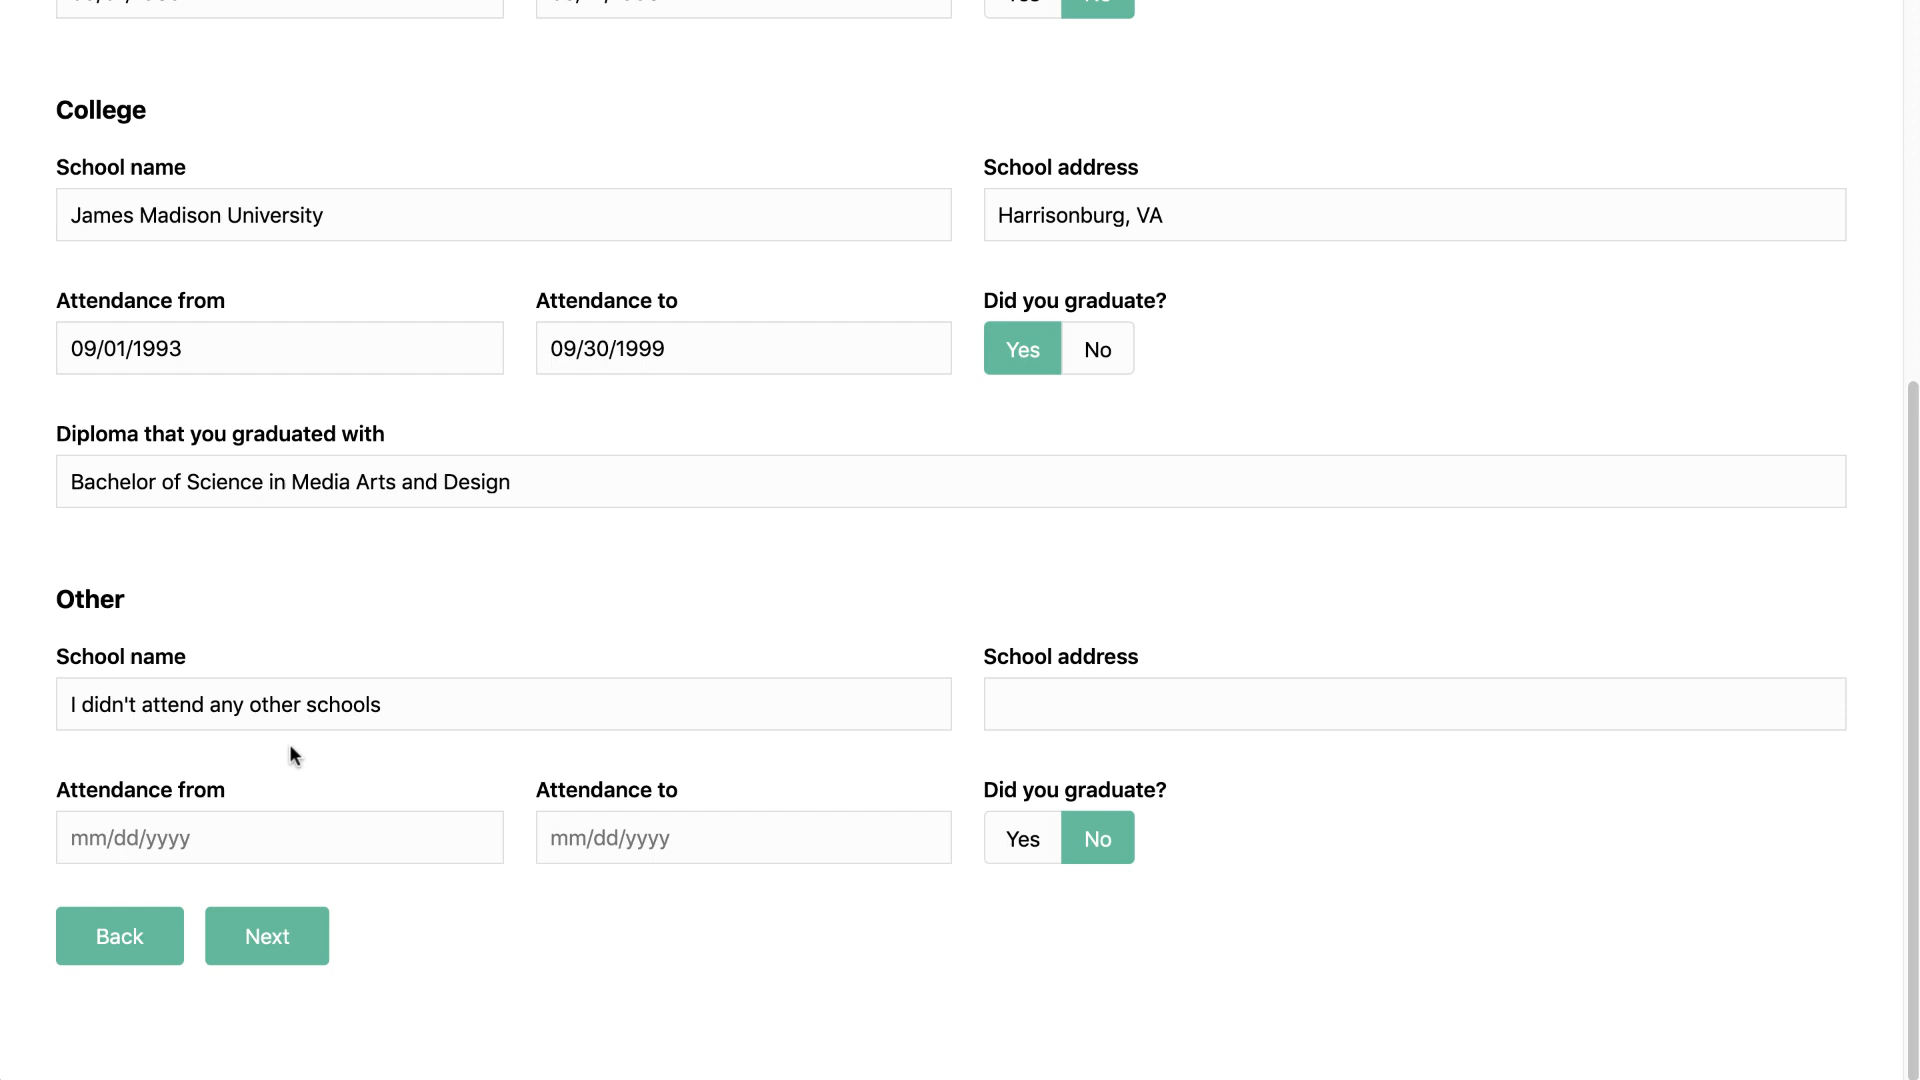 College
School name
School address
James Madison University
Harrisonburg, VA
Attendance from
Attendance to
Did you graduate?
09/01/1993
09/30/1999
Yes
No
Diploma that you graduated with
Bachelor of Science in Media Arts and Design
Other
School name
School address
I didn't attend any other schools
Attendance from
Attendance to
Did you graduate?
mm/dd/yyyy
mm/dd/yyyy
Yes
No
Back
Next